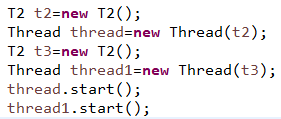 T2 t2=new T2();
Thread thread=new Thread(t2);
T2 t3=new T2();
Thread thread1=new Thread(t3);
thread.start();
thread1.start();